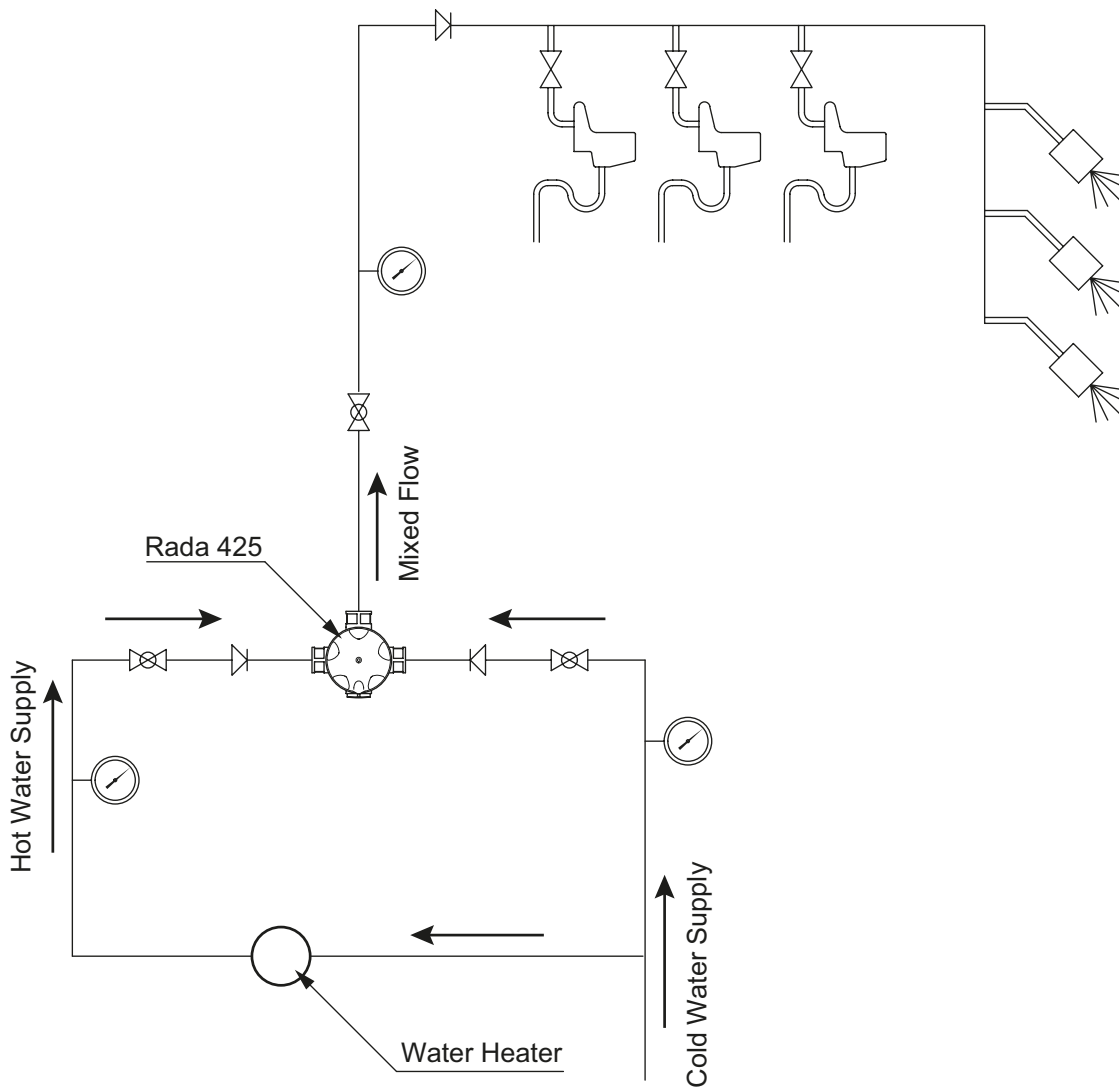 Mixed Flow
Rada 425
Hot Water Supply
Cold Water Supply
Water Heater